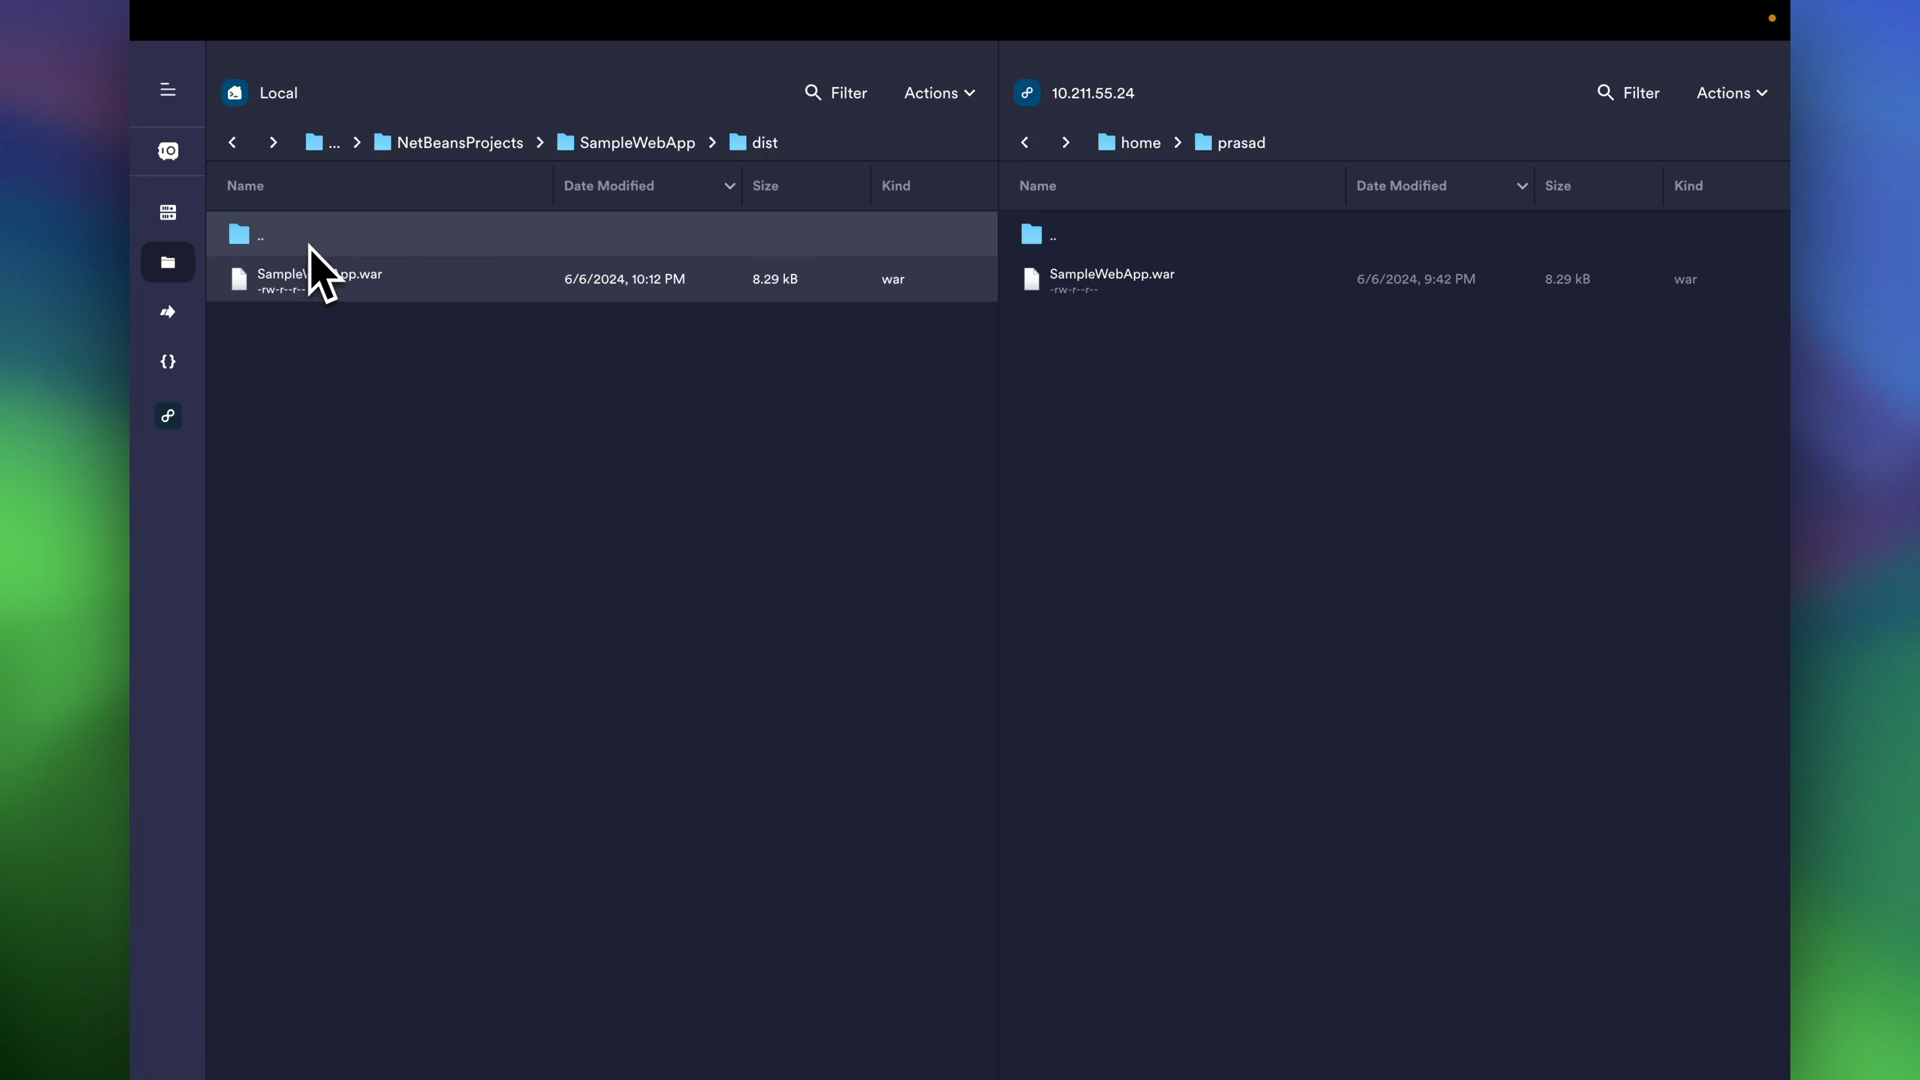 Local
Filter
Actions
10.211.55.24
Filter
Actions
... > NetBeansProjects > SampleWebApp > dist
home > prasad
Name Date Modified Size Kind
Name Date Modified Size Kind
..
..
6/6/2024, 10:12 PM 8.29 kB war
-rw-r--r--
SampleWebApp.war 6/6/2024, 9:42 PM 8.29 kB war
-rw-r--r--